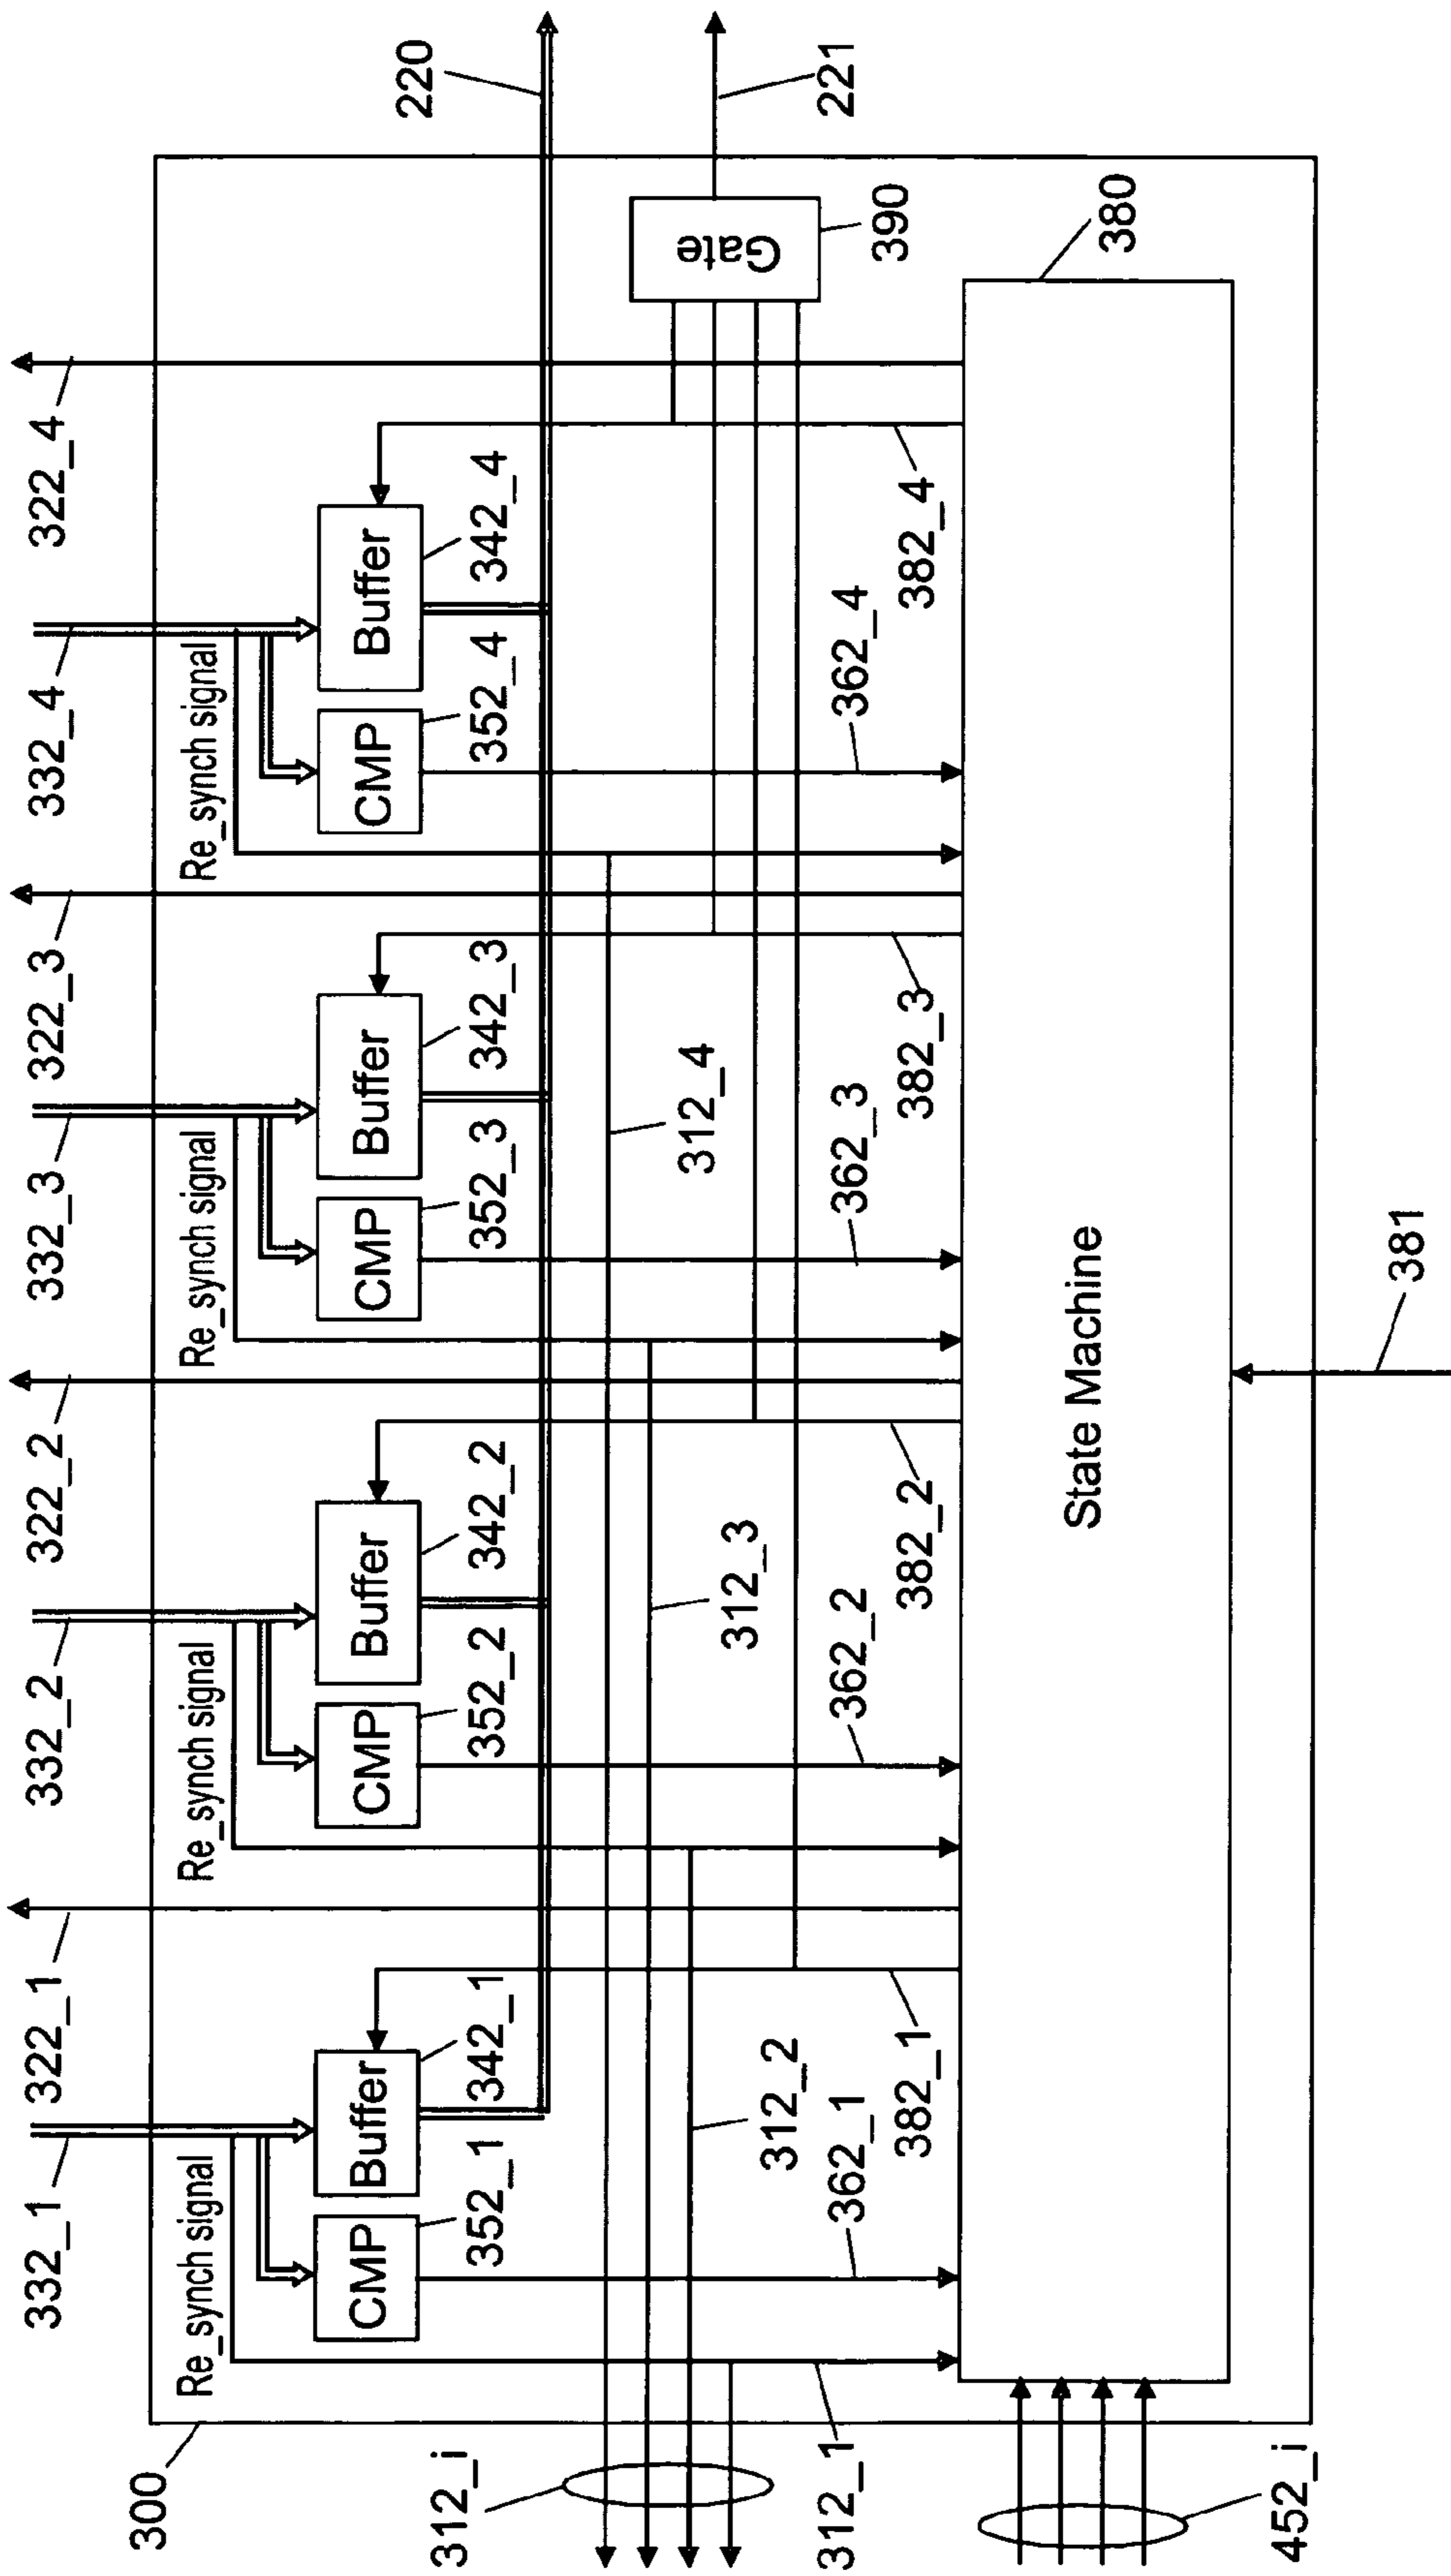 332_1
322_1
332_2
322_2
332_3
322_3
332_4
322_4
300
220
Re_synch signal
Re_synch signal
Re_synch signal
Re_synch signal
CMP
Buffer
CMP
Buffer
CMP
Buffer
CMP
Buffer
352_1
342_1
352_2
342_2
352_3
342_3
352_4
342_4
312_i
312_2
312_3
312_4
Gate
221
390
312_1
362_1
382_1
362_2
382_2
362_3
382_3
362_4
382_4
380
State Machine
452_i
381